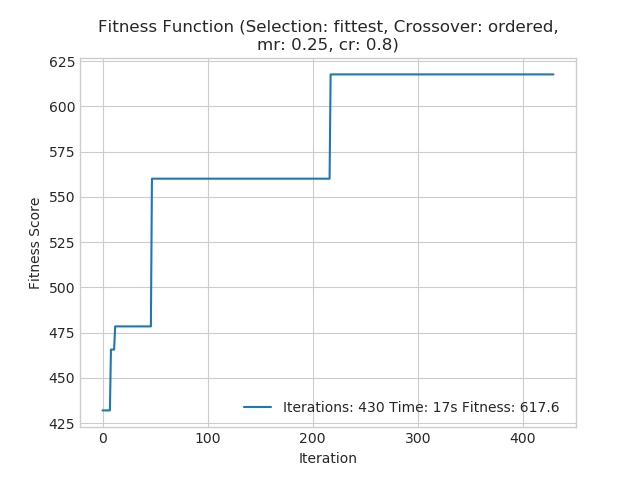 Fitness Function (Selection: fittest, Crossover: ordered,
mr: 0.25, cr: 0.8)
625
600
575
550
525
500
475
450
425
Fitness Score
Iterations: 430 Time: 17s Fitness: 617.6
0 100 200 300 400
Iteration